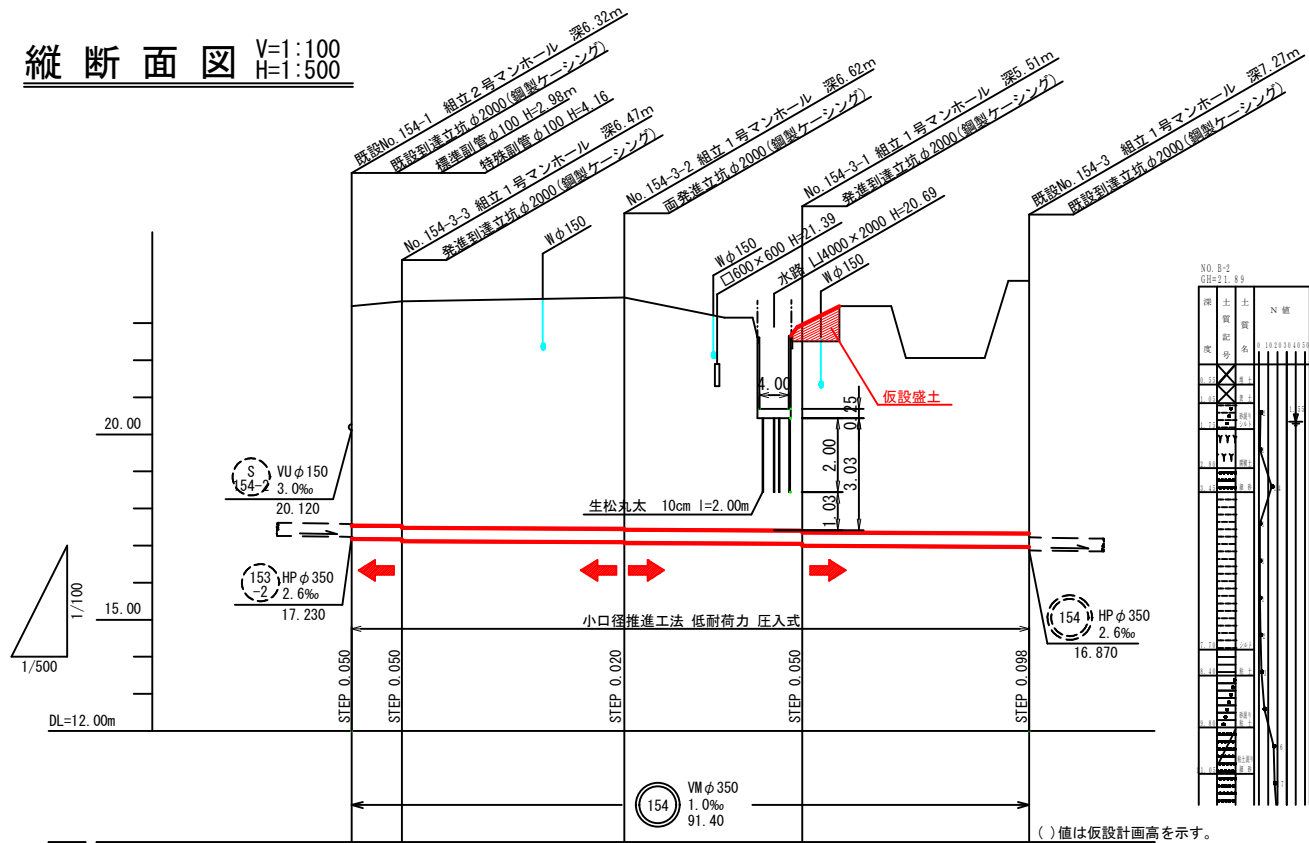 縦断面図 V=1:100
H=1:500
既設No.154-1 組立2号マンホール 深6.32m
既設到達立坑φ2000(鋼製ケーシング)
標準副管φ100 H=2.98m
特殊副管φ100 H=4.16
No.154-3-3 組立1号マンホール 深6.47m
発進到達立坑φ2000(鋼製ケーシング)
No.154-3-2 組立1号マンホール 深6.62m
両発進立坑φ2000(鋼製ケーシング)
No.154-3-1 組立1号マンホール 深5.51m
発進到達立坑φ2000(鋼製ケーシング)
既設No.154-3 組立1号マンホール 深7.27m
既設到達立坑φ2000(鋼製ケーシング)
Wφ150
Wφ150
□600×600 H=21.39
水路 凵4000×2000 H=20.69
Wφ150
NO.B-2
GH=21.89
深度
土質記号
土質名
N値
0 10 20 30 40 50
4.00
仮設盛土
0.25
2.00
3.03
1.03
20.00
S
154-2
VUφ150
3.0‰
20.120
生松丸太 10cm l=2.00m
153
-2
HPφ350
2.6‰
17.230
15.00
1/100
1/500
小口径推進工法 低耐荷力 圧入式
154
HPφ350
2.6‰
16.870
STEP 0.050
STEP 0.050
STEP 0.020
STEP 0.050
STEP 0.098
DL=12.00m
154
VMφ350
1.0‰
91.40
( )値は仮設計画高を示す。